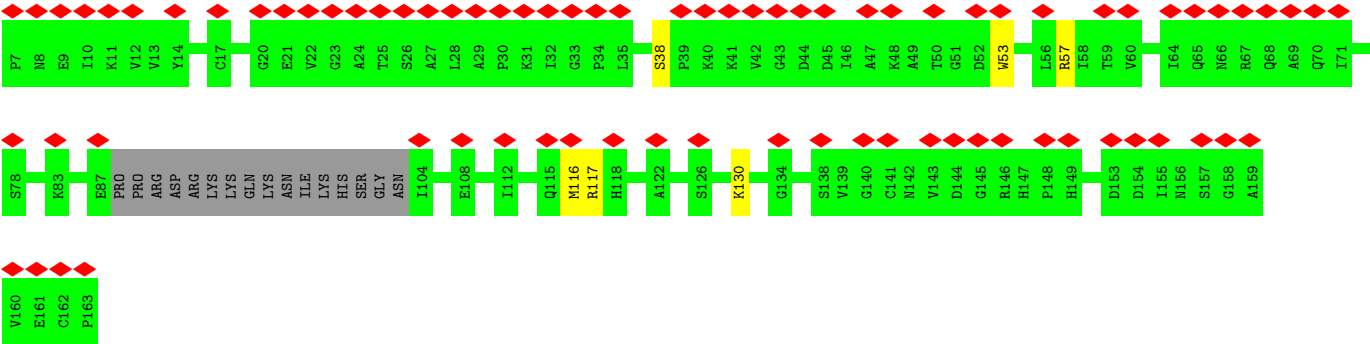 P7 N8 E9 I10 K11 V12 V13 Y14 C17 G20 E21 V22 G23 A24 T25 S26 A27 L28 A29 P30 K31 I32 G33 P34 L35 S38 P39 K40 K41 V42 G43 D44 D45 I46 A47 K48 A49 T50 G51 D52 W53 L56 R57 I58 T59 V60 I64 Q65 N66 R67 Q68 A69 Q70 I71
S78 K83 E87 PRO PRO ARG ASP ARG LYS LYS GLN LYS ASN ILE LYS HIS SER GLY ASN I104 E108 I112 Q115 M116 R117 H118 A122 S126 K130 G134 S138 V139 G140 C141 N142 V143 D144 G145 R146 H147 P148 H149 D153 D154 I155 N156 S157 G158 A159
V160 E161 C162 P163